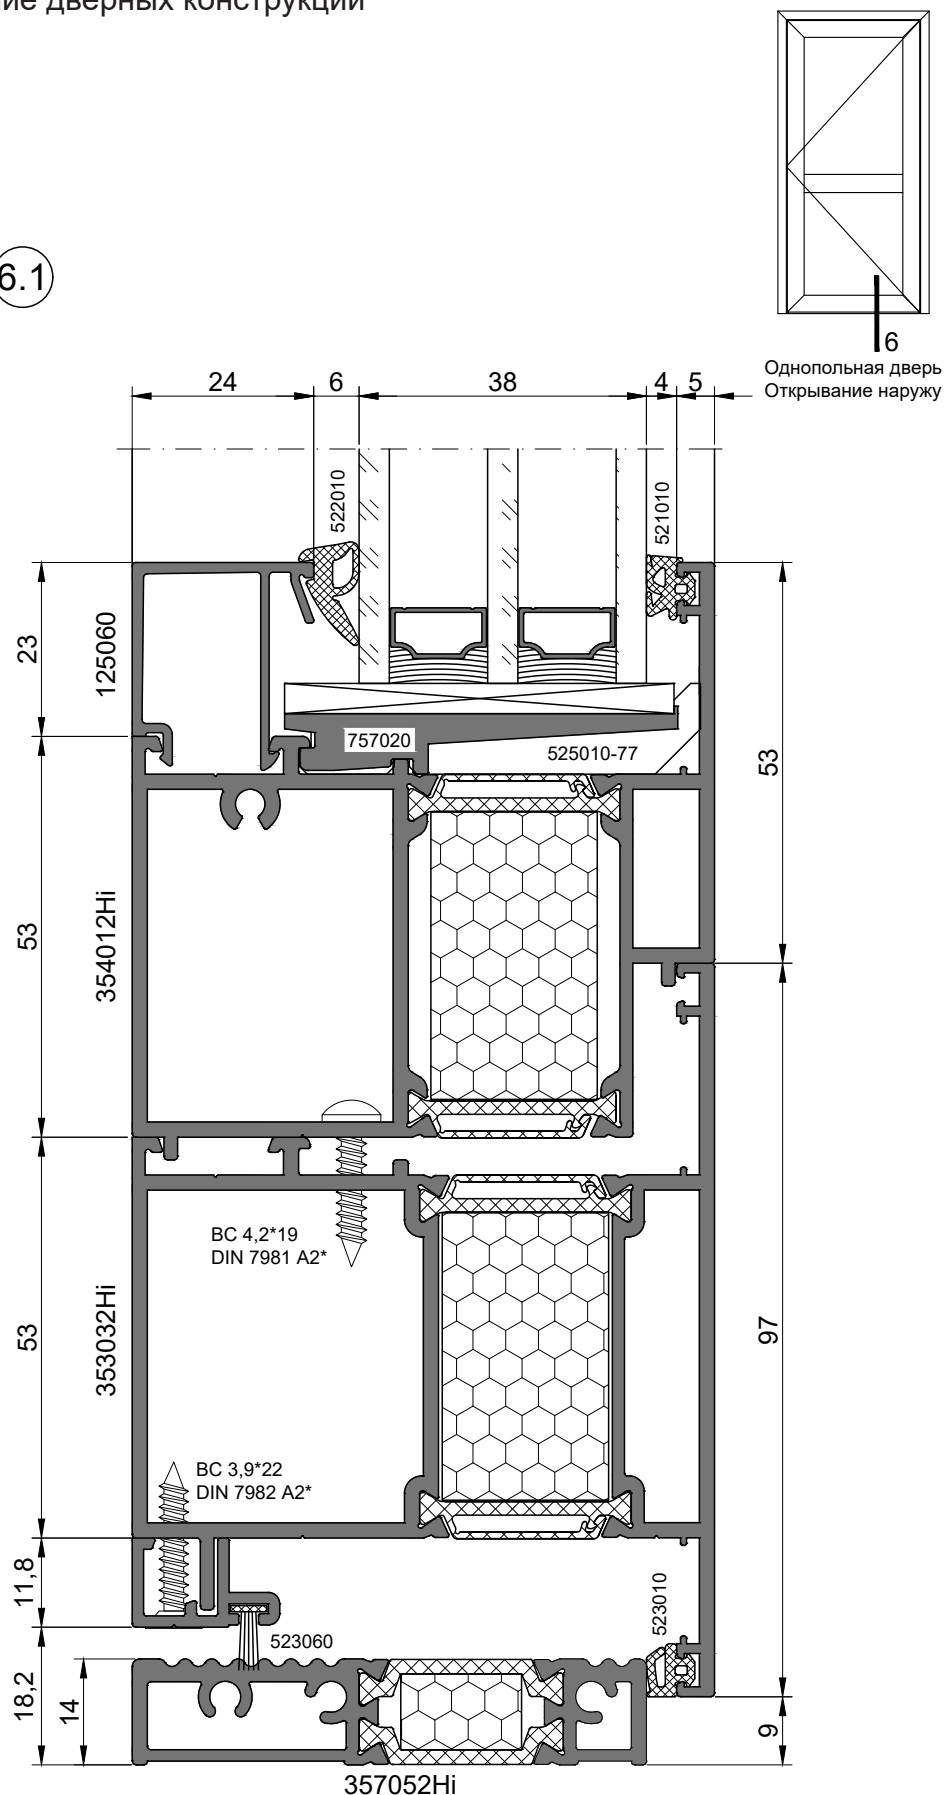 ние дверных конструкций
6.1
6
Однопольная дверь
Открывание наружу
24
6
38
4
5
522010
521010
23
125060
757020
525010-77
53
53
354012Hi
BC 4,2*19
DIN 7981 A2*
53
353032Hi
97
BC 3,9*22
DIN 7982 A2*
11,8
523010
523060
18,2
14
9
357052Hi